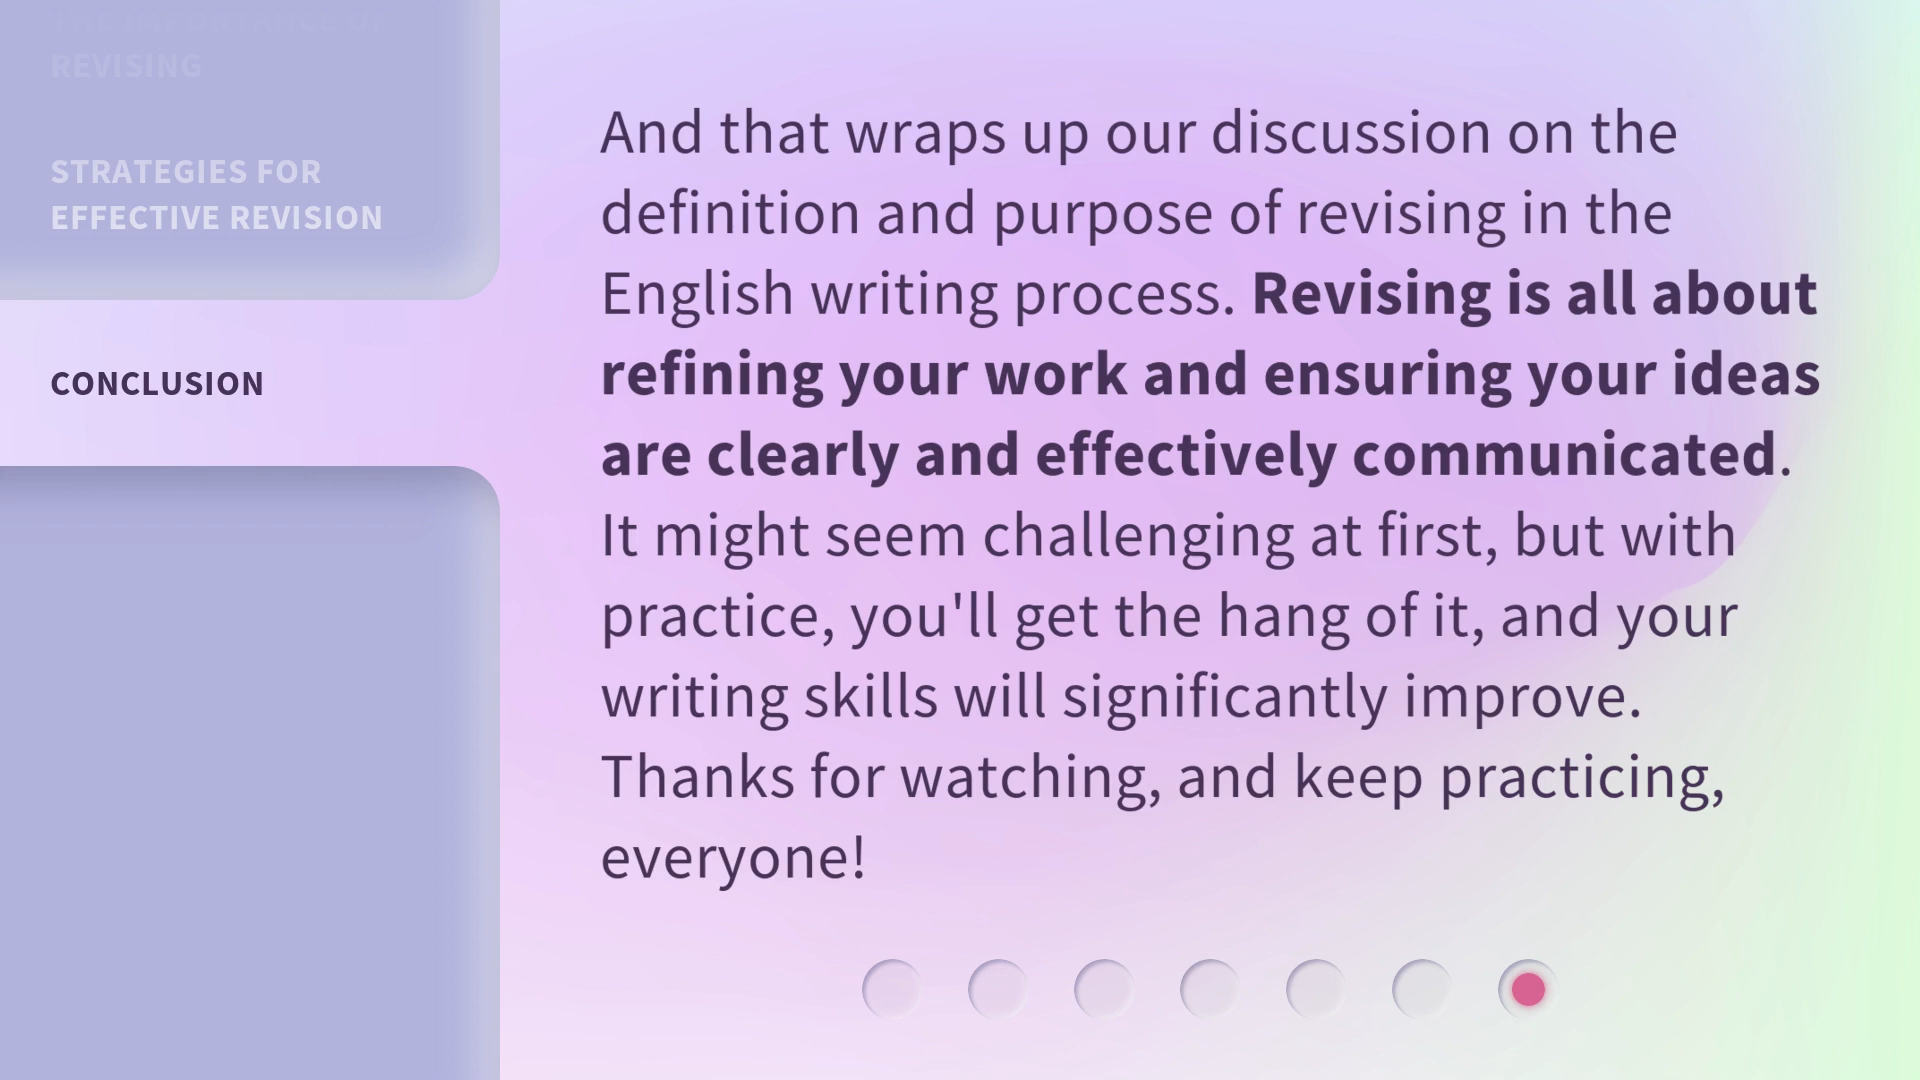 THE IMPORTANCE OF
REVISING
STRATEGIES FOR
EFFECTIVE REVISION
CONCLUSION
And that wraps up our discussion on the
definition and purpose of revising in the
English writing process. Revising is all about
refining your work and ensuring your ideas
are clearly and effectively communicated.
It might seem challenging at first, but with
practice, you'll get the hang of it, and your
writing skills will significantly improve.
Thanks for watching, and keep practicing,
everyone!